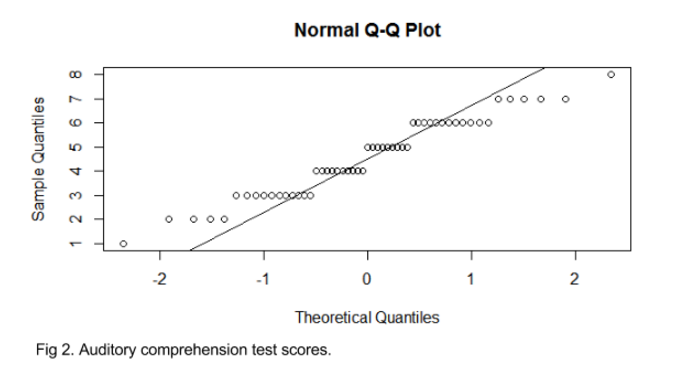 Normal Q-Q Plot
Sample Quantiles
8
7
6
5
4
3
2
1
-2 -1 0 1 2
Theoretical Quantiles
Fig 2. Auditory comprehension test scores.